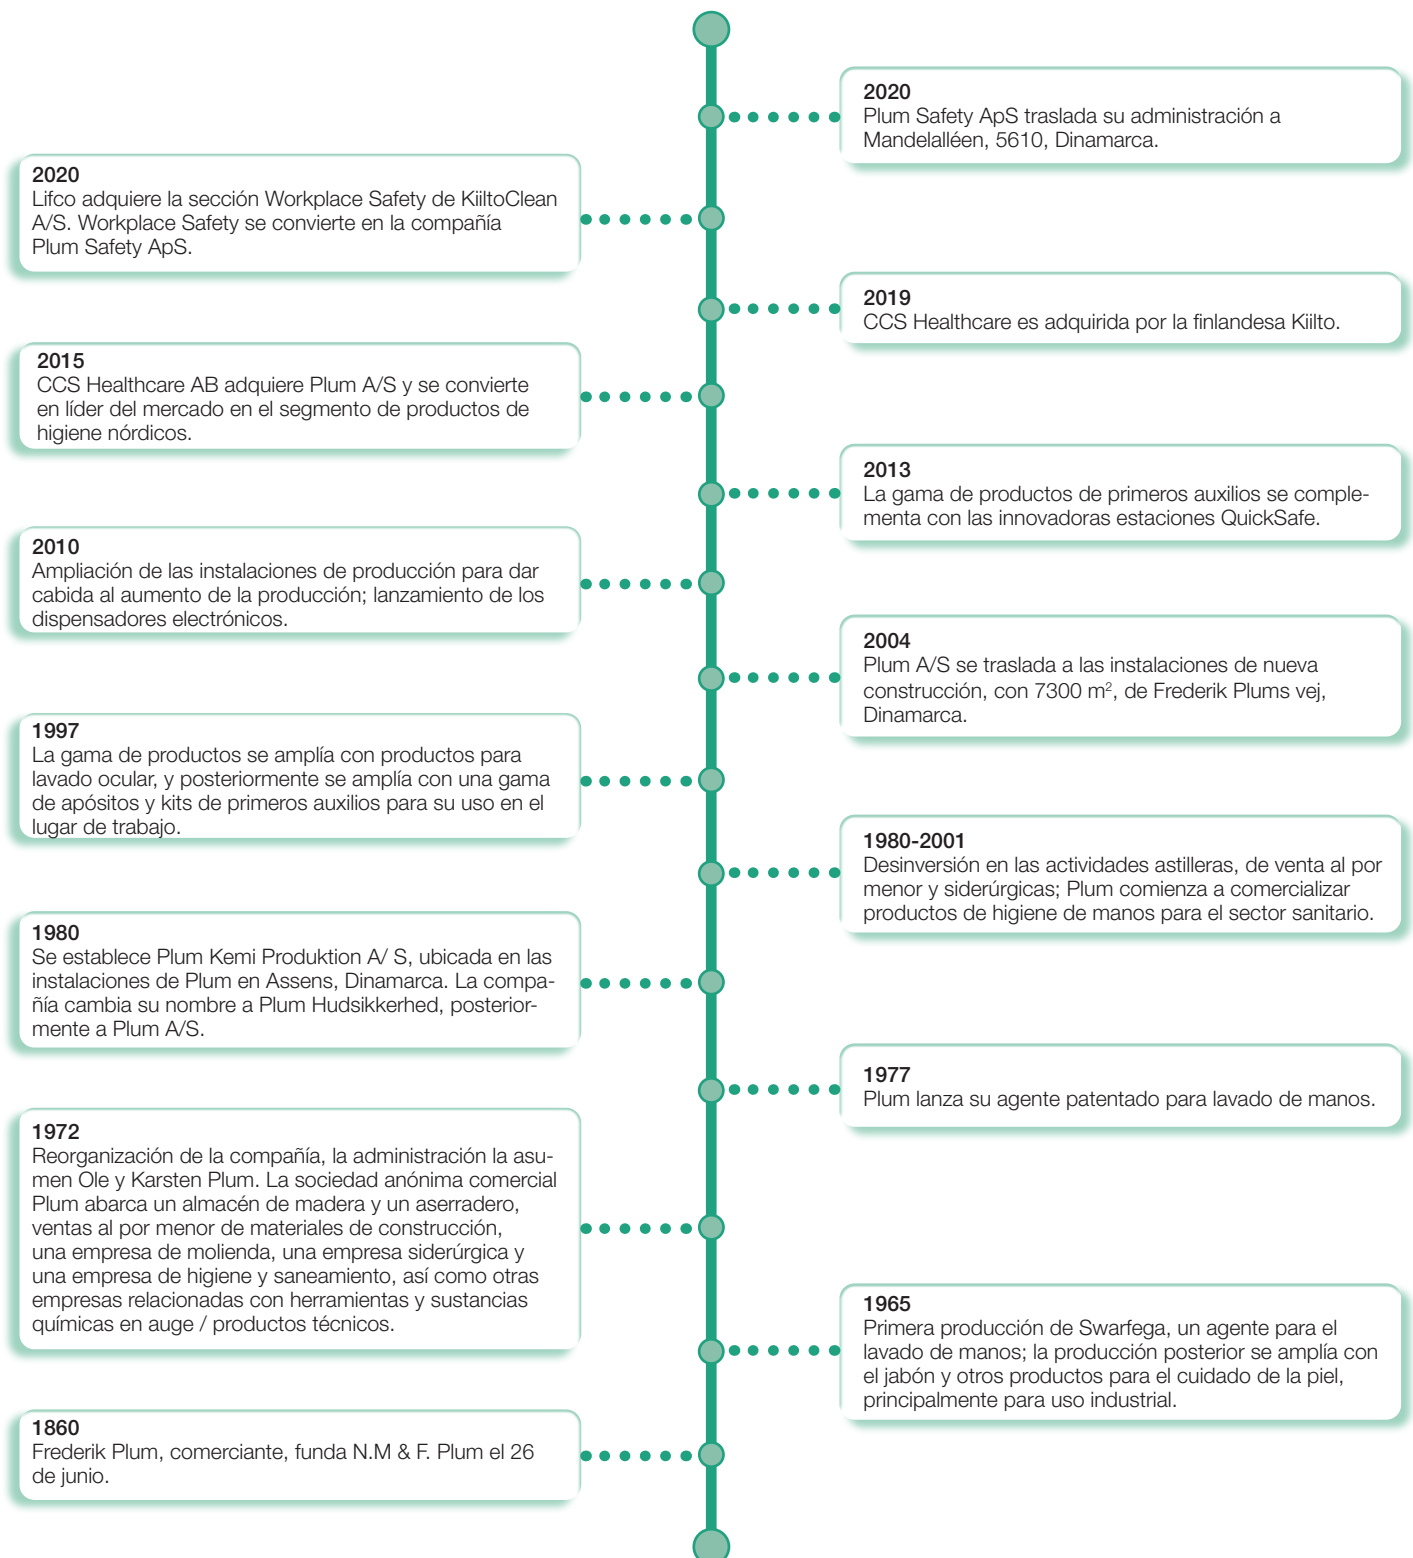 2020
Plum Safety ApS traslada su administración a
Mandelalléen, 5610, Dinamarca.
2020
Lifco adquiere la sección Workplace Safety de KiiltoClean
A/S. Workplace Safety se convierte en la compañía
Plum Safety ApS.
2019
CCS Healthcare es adquirida por la finlandesa Kiilto.
2015
CCS Healthcare AB adquiere Plum A/S y se convierte
en líder del mercado en el segmento de productos de
higiene nórdicos.
2013
La gama de productos de primeros auxilios se comple-
menta con las innovadoras estaciones QuickSafe.
2010
Ampliación de las instalaciones de producción para dar
cabida al aumento de la producción; lanzamiento de los
dispensadores electrónicos.
2004
Plum A/S se traslada a las instalaciones de nueva
construcción, con 7300 m², de Frederik Plums vej,
Dinamarca.
1997
La gama de productos se amplía con productos para
lavado ocular, y posteriormente se amplía con una gama
de apósitos y kits de primeros auxilios para su uso en el
lugar de trabajo.
1980-2001
Desinversión en las actividades astilleras, de venta al por
menor y siderúrgicas; Plum comienza a comercializar
productos de higiene de manos para el sector sanitario.
1980
Se establece Plum Kemi Produktion A/ S, ubicada en las
instalaciones de Plum en Assens, Dinamarca. La compa-
ñía cambia su nombre a Plum Hudsikkerhed, posterior-
mente a Plum A/S.
1977
Plum lanza su agente patentado para lavado de manos.
1972
Reorganización de la compañía, la administración la asu-
men Ole y Karsten Plum. La sociedad anónima comercial
Plum abarca un almacén de madera y un aserradero,
ventas al por menor de materiales de construcción,
una empresa de molienda, una empresa siderúrgica y
una empresa de higiene y saneamiento, así como otras
empresas relacionadas con herramientas y sustancias
químicas en auge / productos técnicos.
1965
Primera producción de Swarfega, un agente para el
lavado de manos; la producción posterior se amplía con
el jabón y otros productos para el cuidado de la piel,
principalmente para uso industrial.
1860
Frederik Plum, comerciante, funda N.M & F. Plum el 26
de junio.